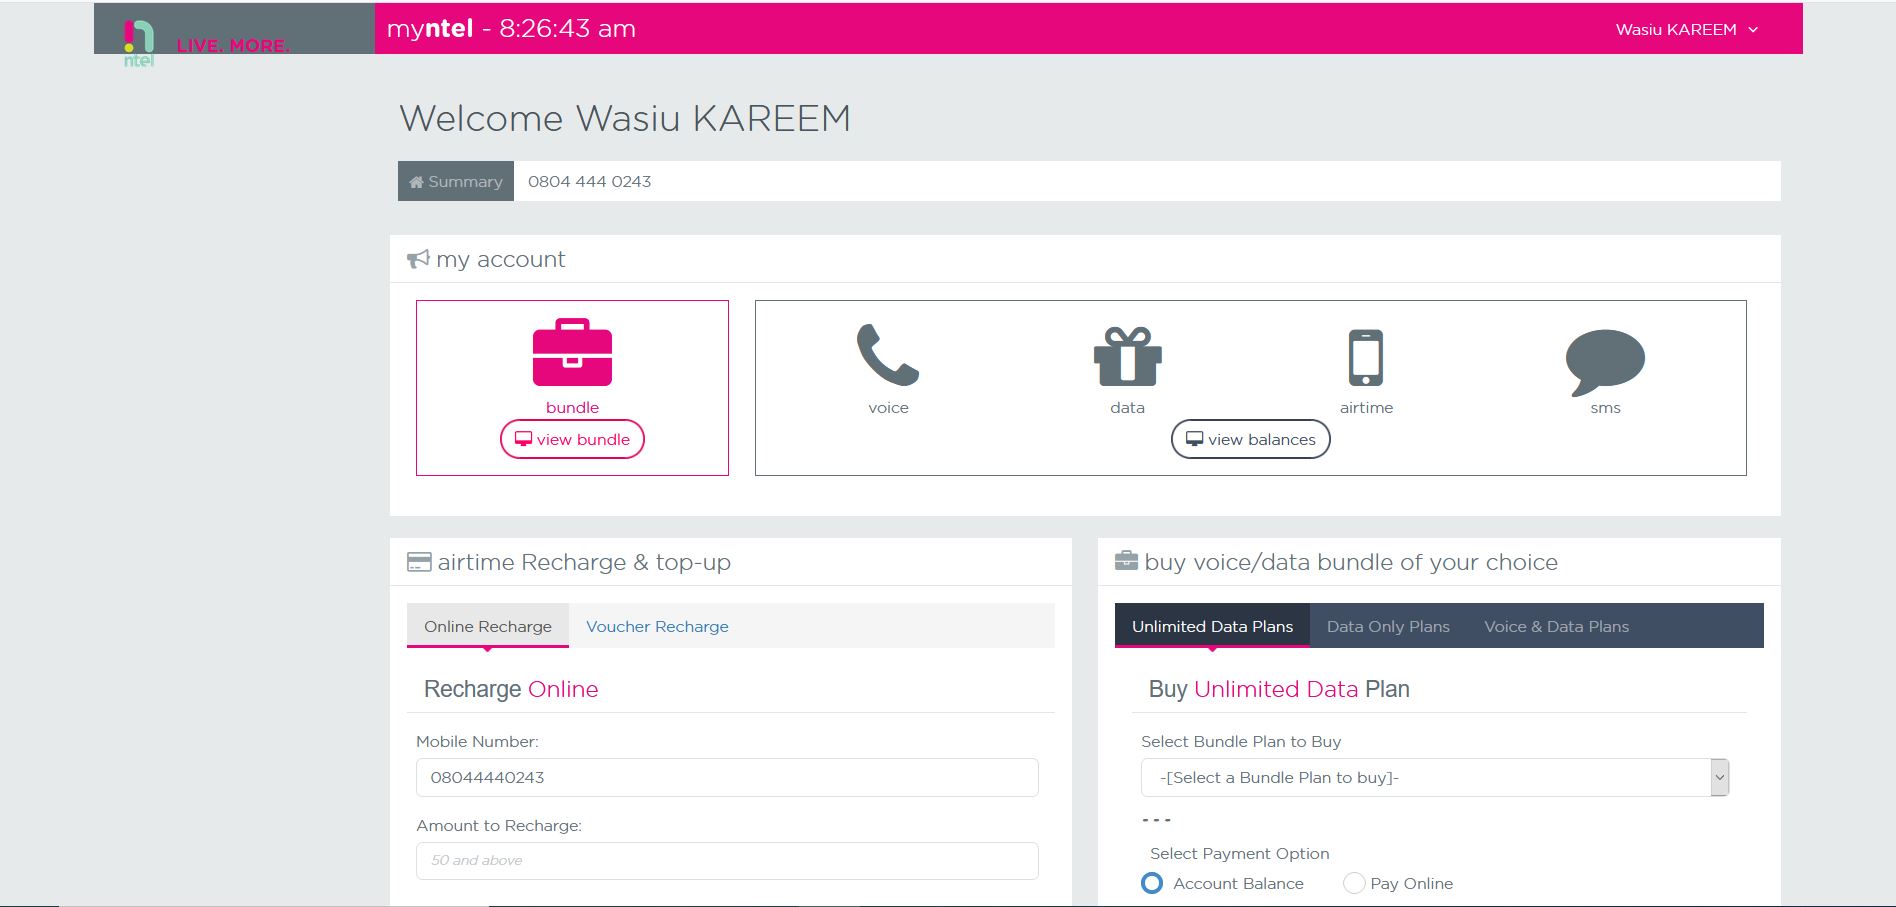 ntel
LIVE. MORE.
myntel - 8:26:43 am
Wasiu KAREEM
Welcome Wasiu KAREEM
Summary
0804 444 0243
my account
bundle
view bundle
voice
data
airtime
sms
view balances
airtime Recharge & top-up
Online Recharge
Voucher Recharge
Recharge Online
Mobile Number:
08044440243
Amount to Recharge:
50 and above
buy voice/data bundle of your choice
Unlimited Data Plans
Data Only Plans
Voice & Data Plans
Buy Unlimited Data Plan
Select Bundle Plan to Buy
-[Select a Bundle Plan to buy]-
- - -
Select Payment Option
Account Balance
Pay Online